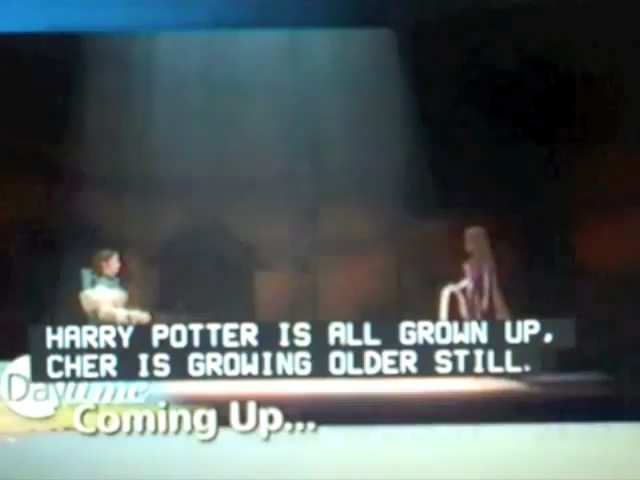 HARRY POTTER IS ALL GROWN UP.
CHER IS GROWING OLDER STILL.
Daytime
Coming Up...